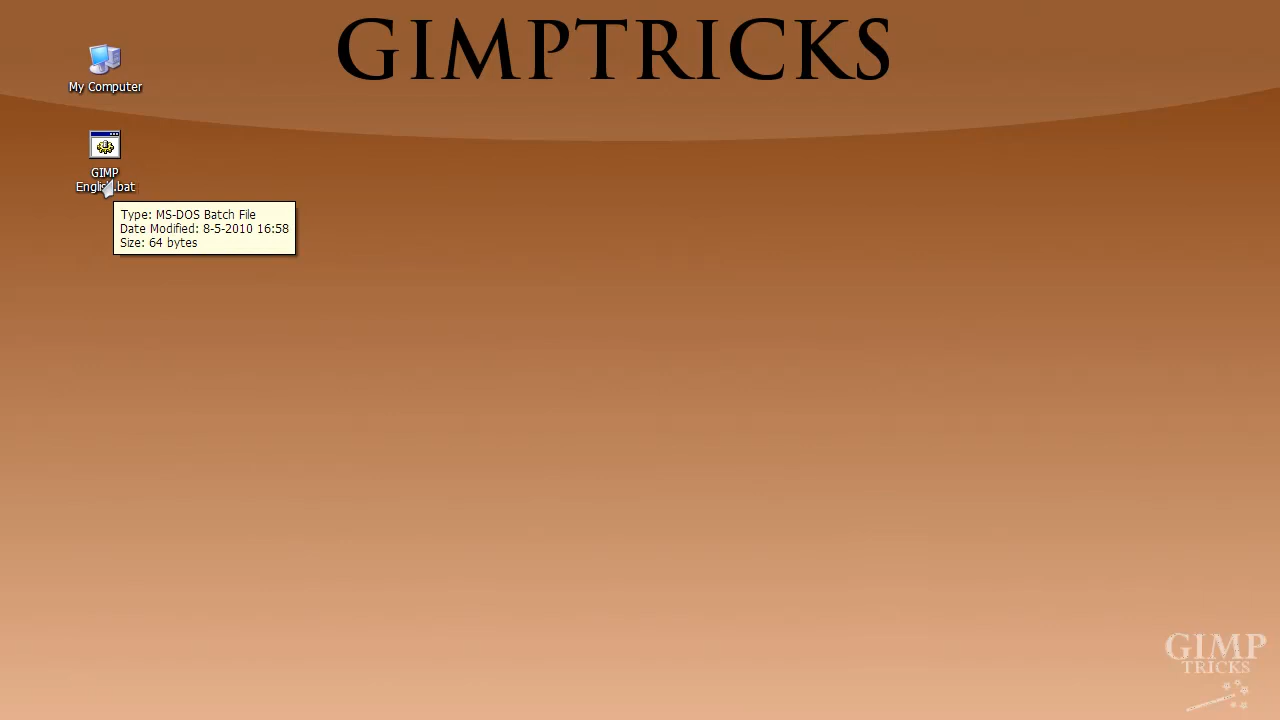 GIMPTRICKS
My Computer
GIMP
English.bat
Type: MS-DOS Batch File
Date Modified: 8-5-2010 16:58
Size: 64 bytes
GIMP
TRICKS